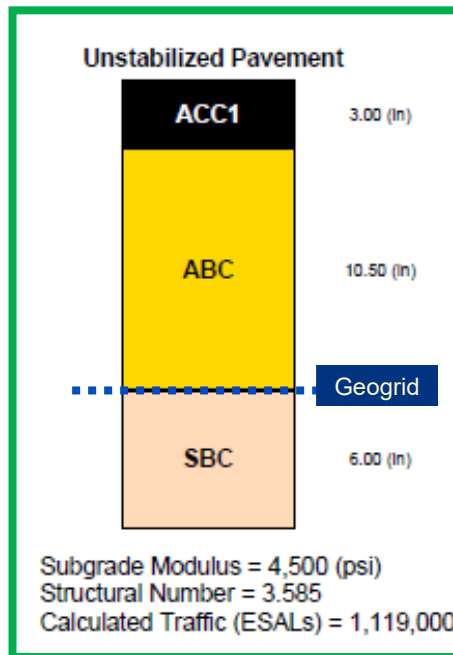 Unstabilized Pavement
ACC1 3.00 (in)
ABC 10.50 (in)
Geogrid
SBC 6.00 (in)
Subgrade Modulus = 4,500 (psi)
Structural Number = 3.585
Calculated Traffic (ESALs) = 1,119,000